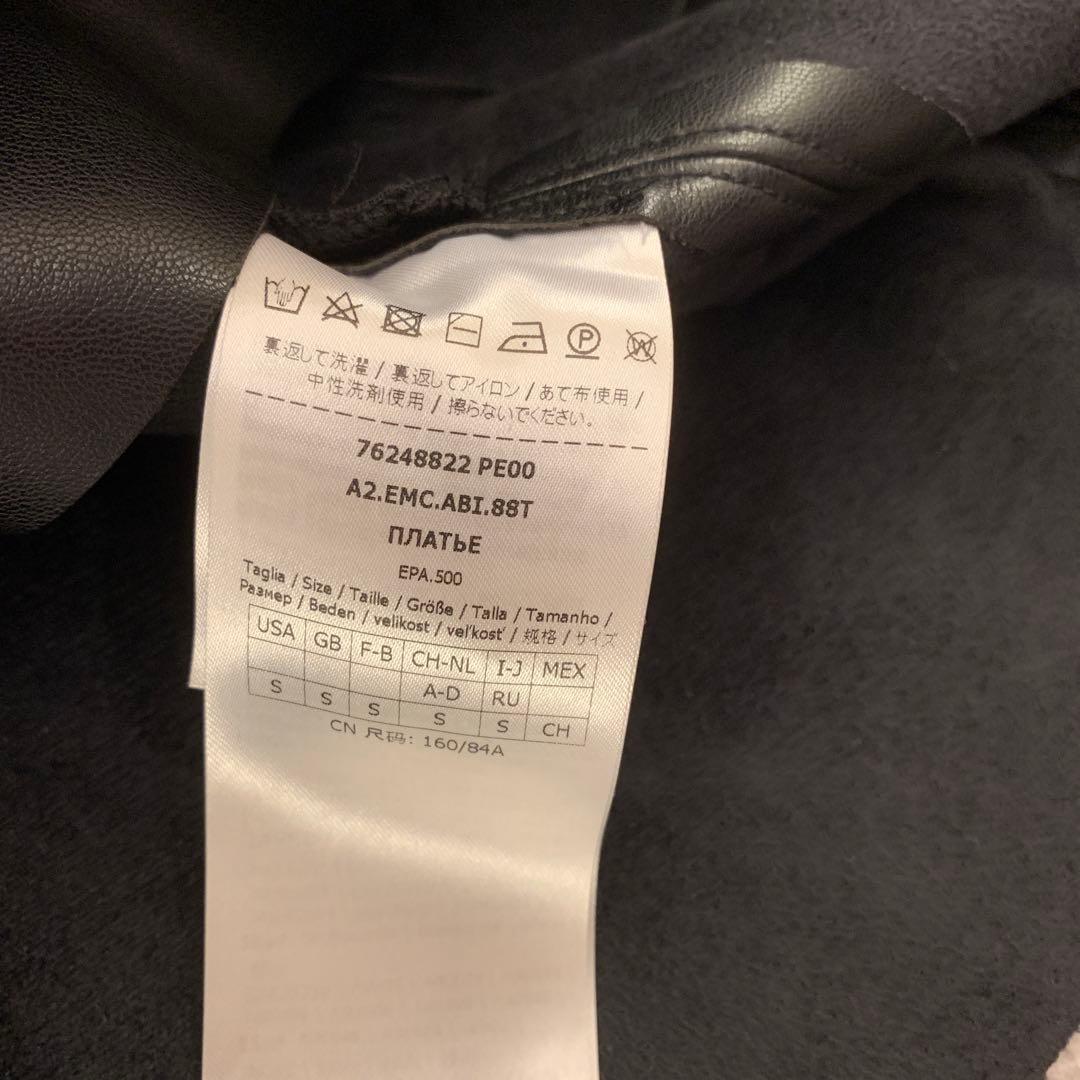 P W
裏返して洗濯 / 裏返してアイロン / あて布使用 /
中性洗剤使用 / 擦らないでください。
76248822 PE00
A2.EMC.ABI.88T
ПЛАТЬЕ
EPA.500
Taglia / Size / Taille / Größe / Talla / Tamanho /
Размер / Beden / velikost / vel'kosť / 规格 / サイズ
USA GB F-B CH-NL I-J MEX
A-D RU
S S S S S CH
CN 尺码: 160/84A